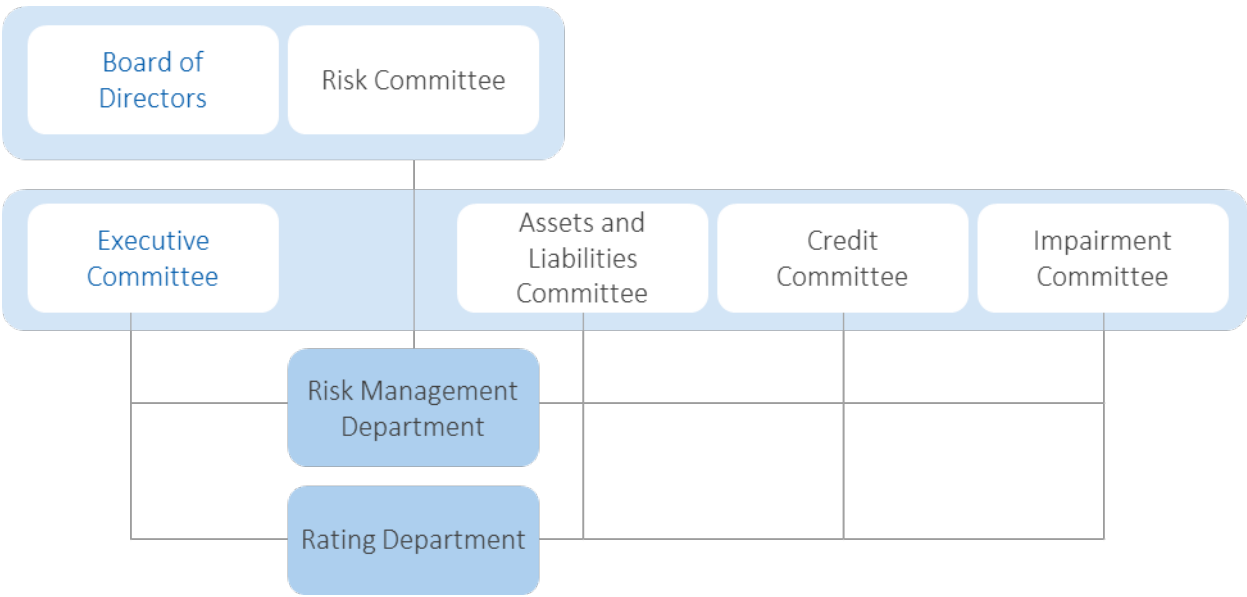 Board of
Directors
Risk Committee
Executive
Committee
Assets and
Liabilities
Committee
Credit
Committee
Impairment
Committee
Risk Management
Department
Rating Department